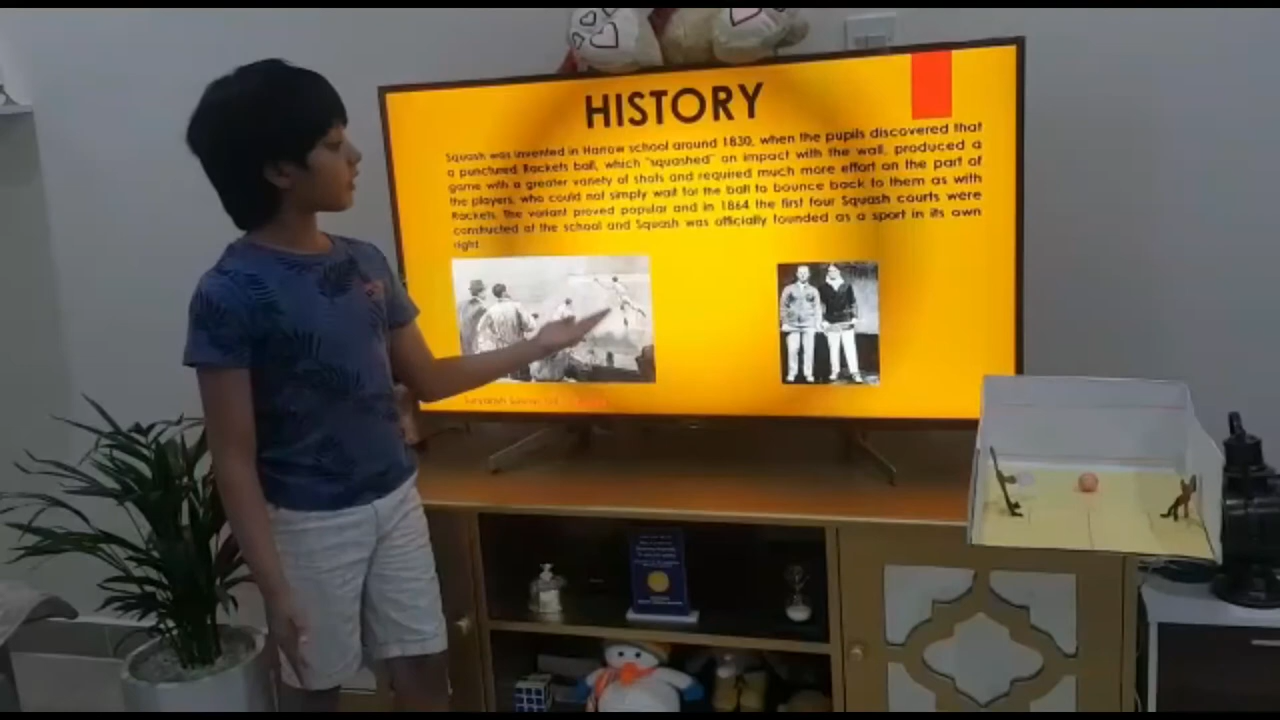 HISTORY
Squash was invented in Harrow school around 1830, when the pupils discovered that
a punctured Rackets ball, which "squashed" on impact with the wall, produced a
game with a greater variety of shots and required much more effort on the part of
the players, who could not simply wait for the ball to bounce back to them as with
Rackets. The variant proved popular and in 1864 the first four Squash courts were
constructed at the school and Squash was officially founded as a sport in its own
right